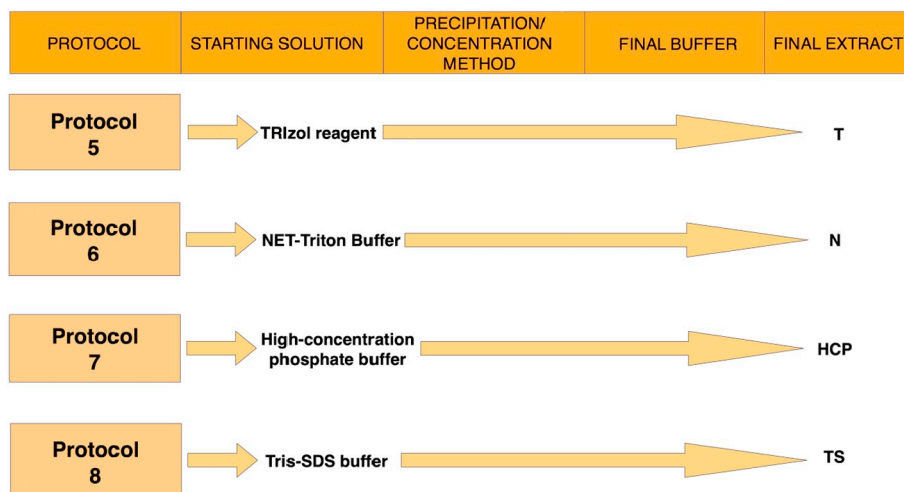 PROTOCOL
STARTING SOLUTION
PRECIPITATION/
CONCENTRATION
METHOD
FINAL BUFFER
FINAL EXTRACT
Protocol
5
TRIzol reagent
T
Protocol
6
NET-Triton Buffer
N
Protocol
7
High-concentration
phosphate buffer
HCP
Protocol
8
Tris-SDS buffer
TS